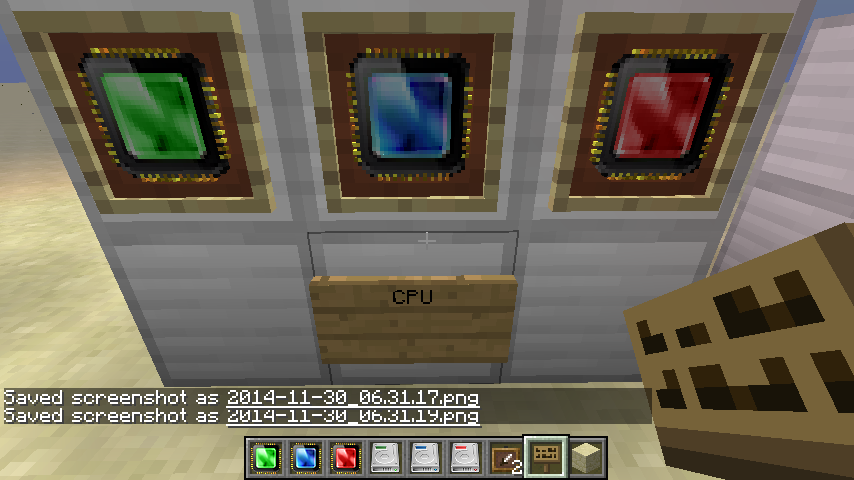 CPU
Saved screenshot as 2014-11-30_06.31.17.png
Saved screenshot as 2014-11-30_06.31.19.png
2